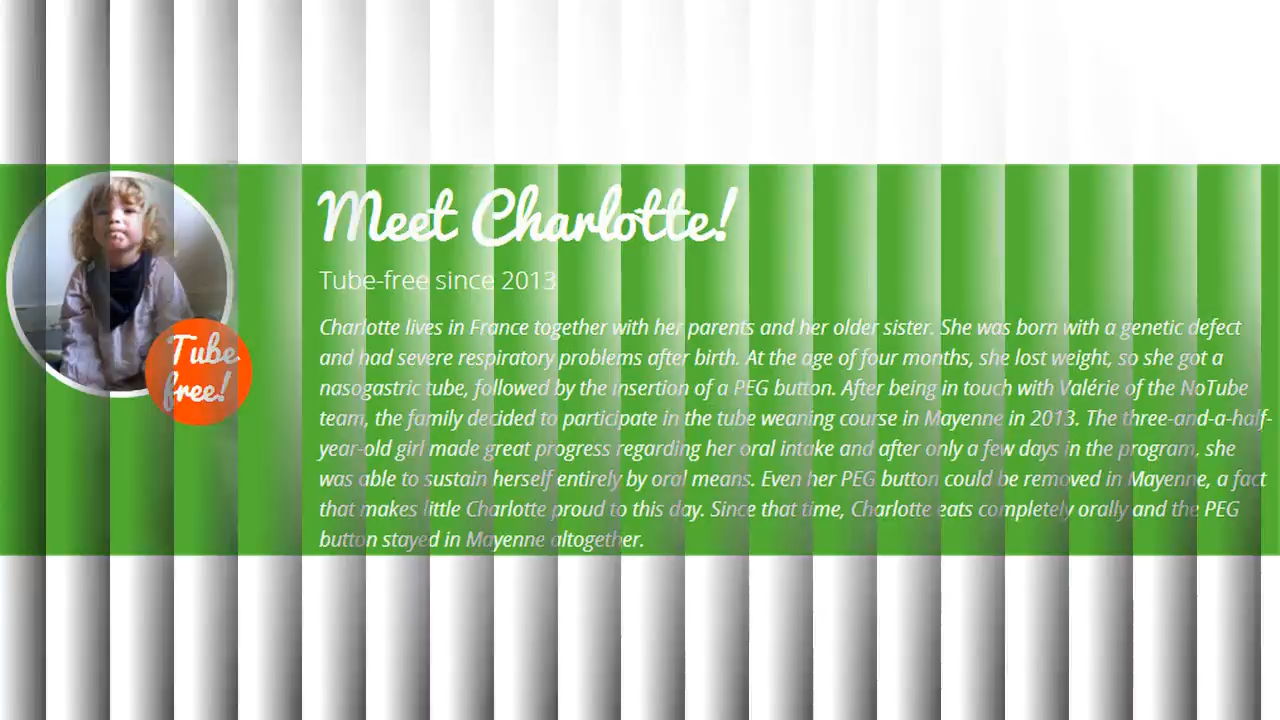 Meet Charlotte!
Tube-free since 2013
Charlotte lives in France together with her parents and her older sister. She was born with a genetic defect
and had severe respiratory problems after birth. At the age of four months, she lost weight, so she got a
nasogastric tube, followed by the insertion of a PEG button. After being in touch with Valérie of the NoTube
team, the family decided to participate in the tube weaning course in Mayenne in 2013. The three-and-a-half-
year-old girl made great progress regarding her oral intake and after only a few days in the program, she
was able to sustain herself entirely by oral means. Even her PEG button could be removed in Mayenne, a fact
that makes little Charlotte proud to this day. Since that time, Charlotte eats completely orally and the PEG
button stayed in Mayenne altogether.
Tube
free!